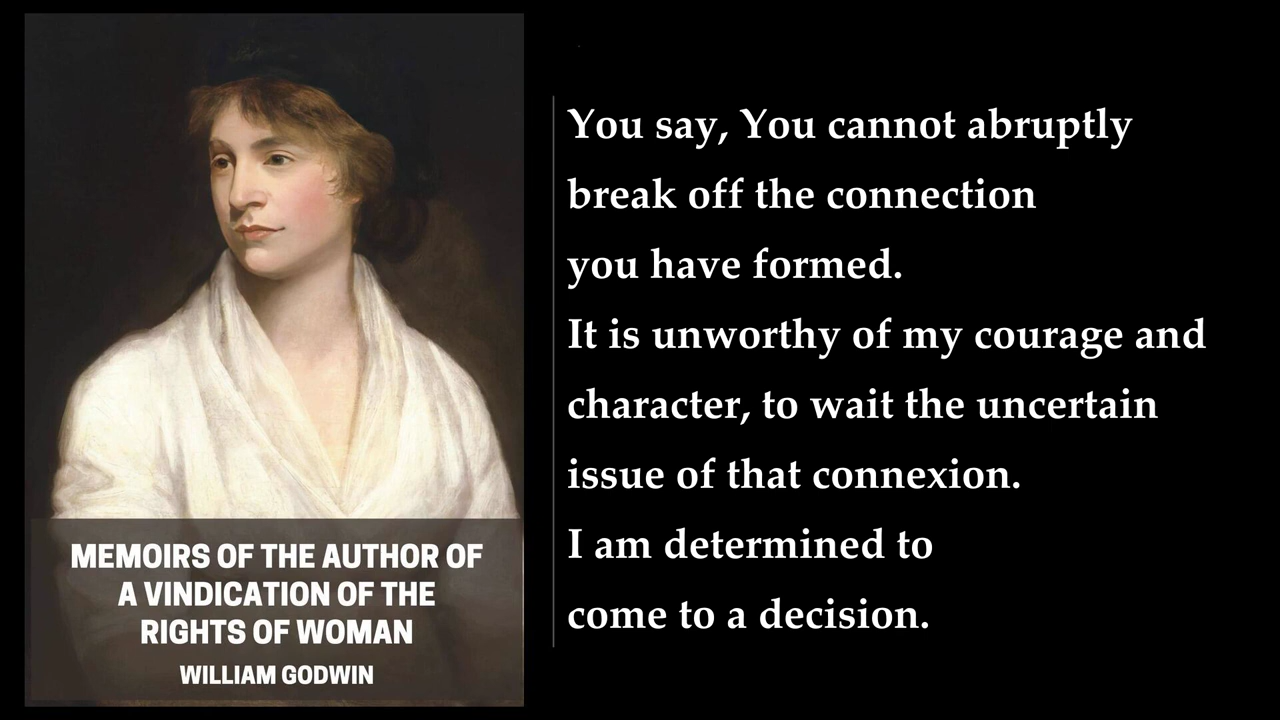 MEMOIRS OF THE AUTHOR OF
A VINDICATION OF THE
RIGHTS OF WOMAN
WILLIAM GODWIN
You say, You cannot abruptly
break off the connection
you have formed.
It is unworthy of my courage and
character, to wait the uncertain
issue of that connexion.
I am determined to
come to a decision.